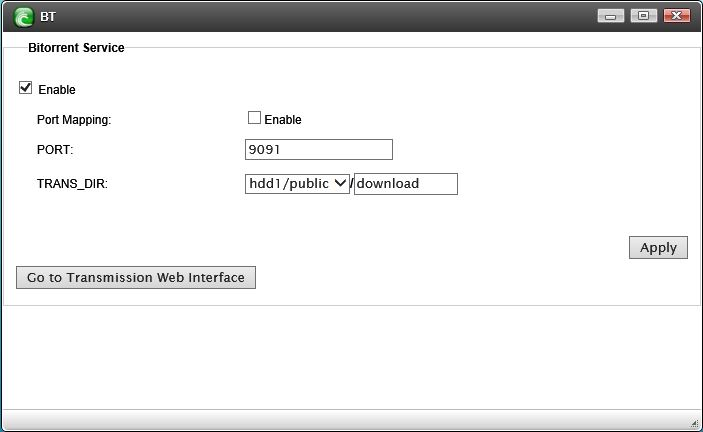 BT
Bitorrent Service
Enable
Port Mapping: Enable
PORT: 9091
TRANS_DIR: hdd1/public / download
Apply
Go to Transmission Web Interface